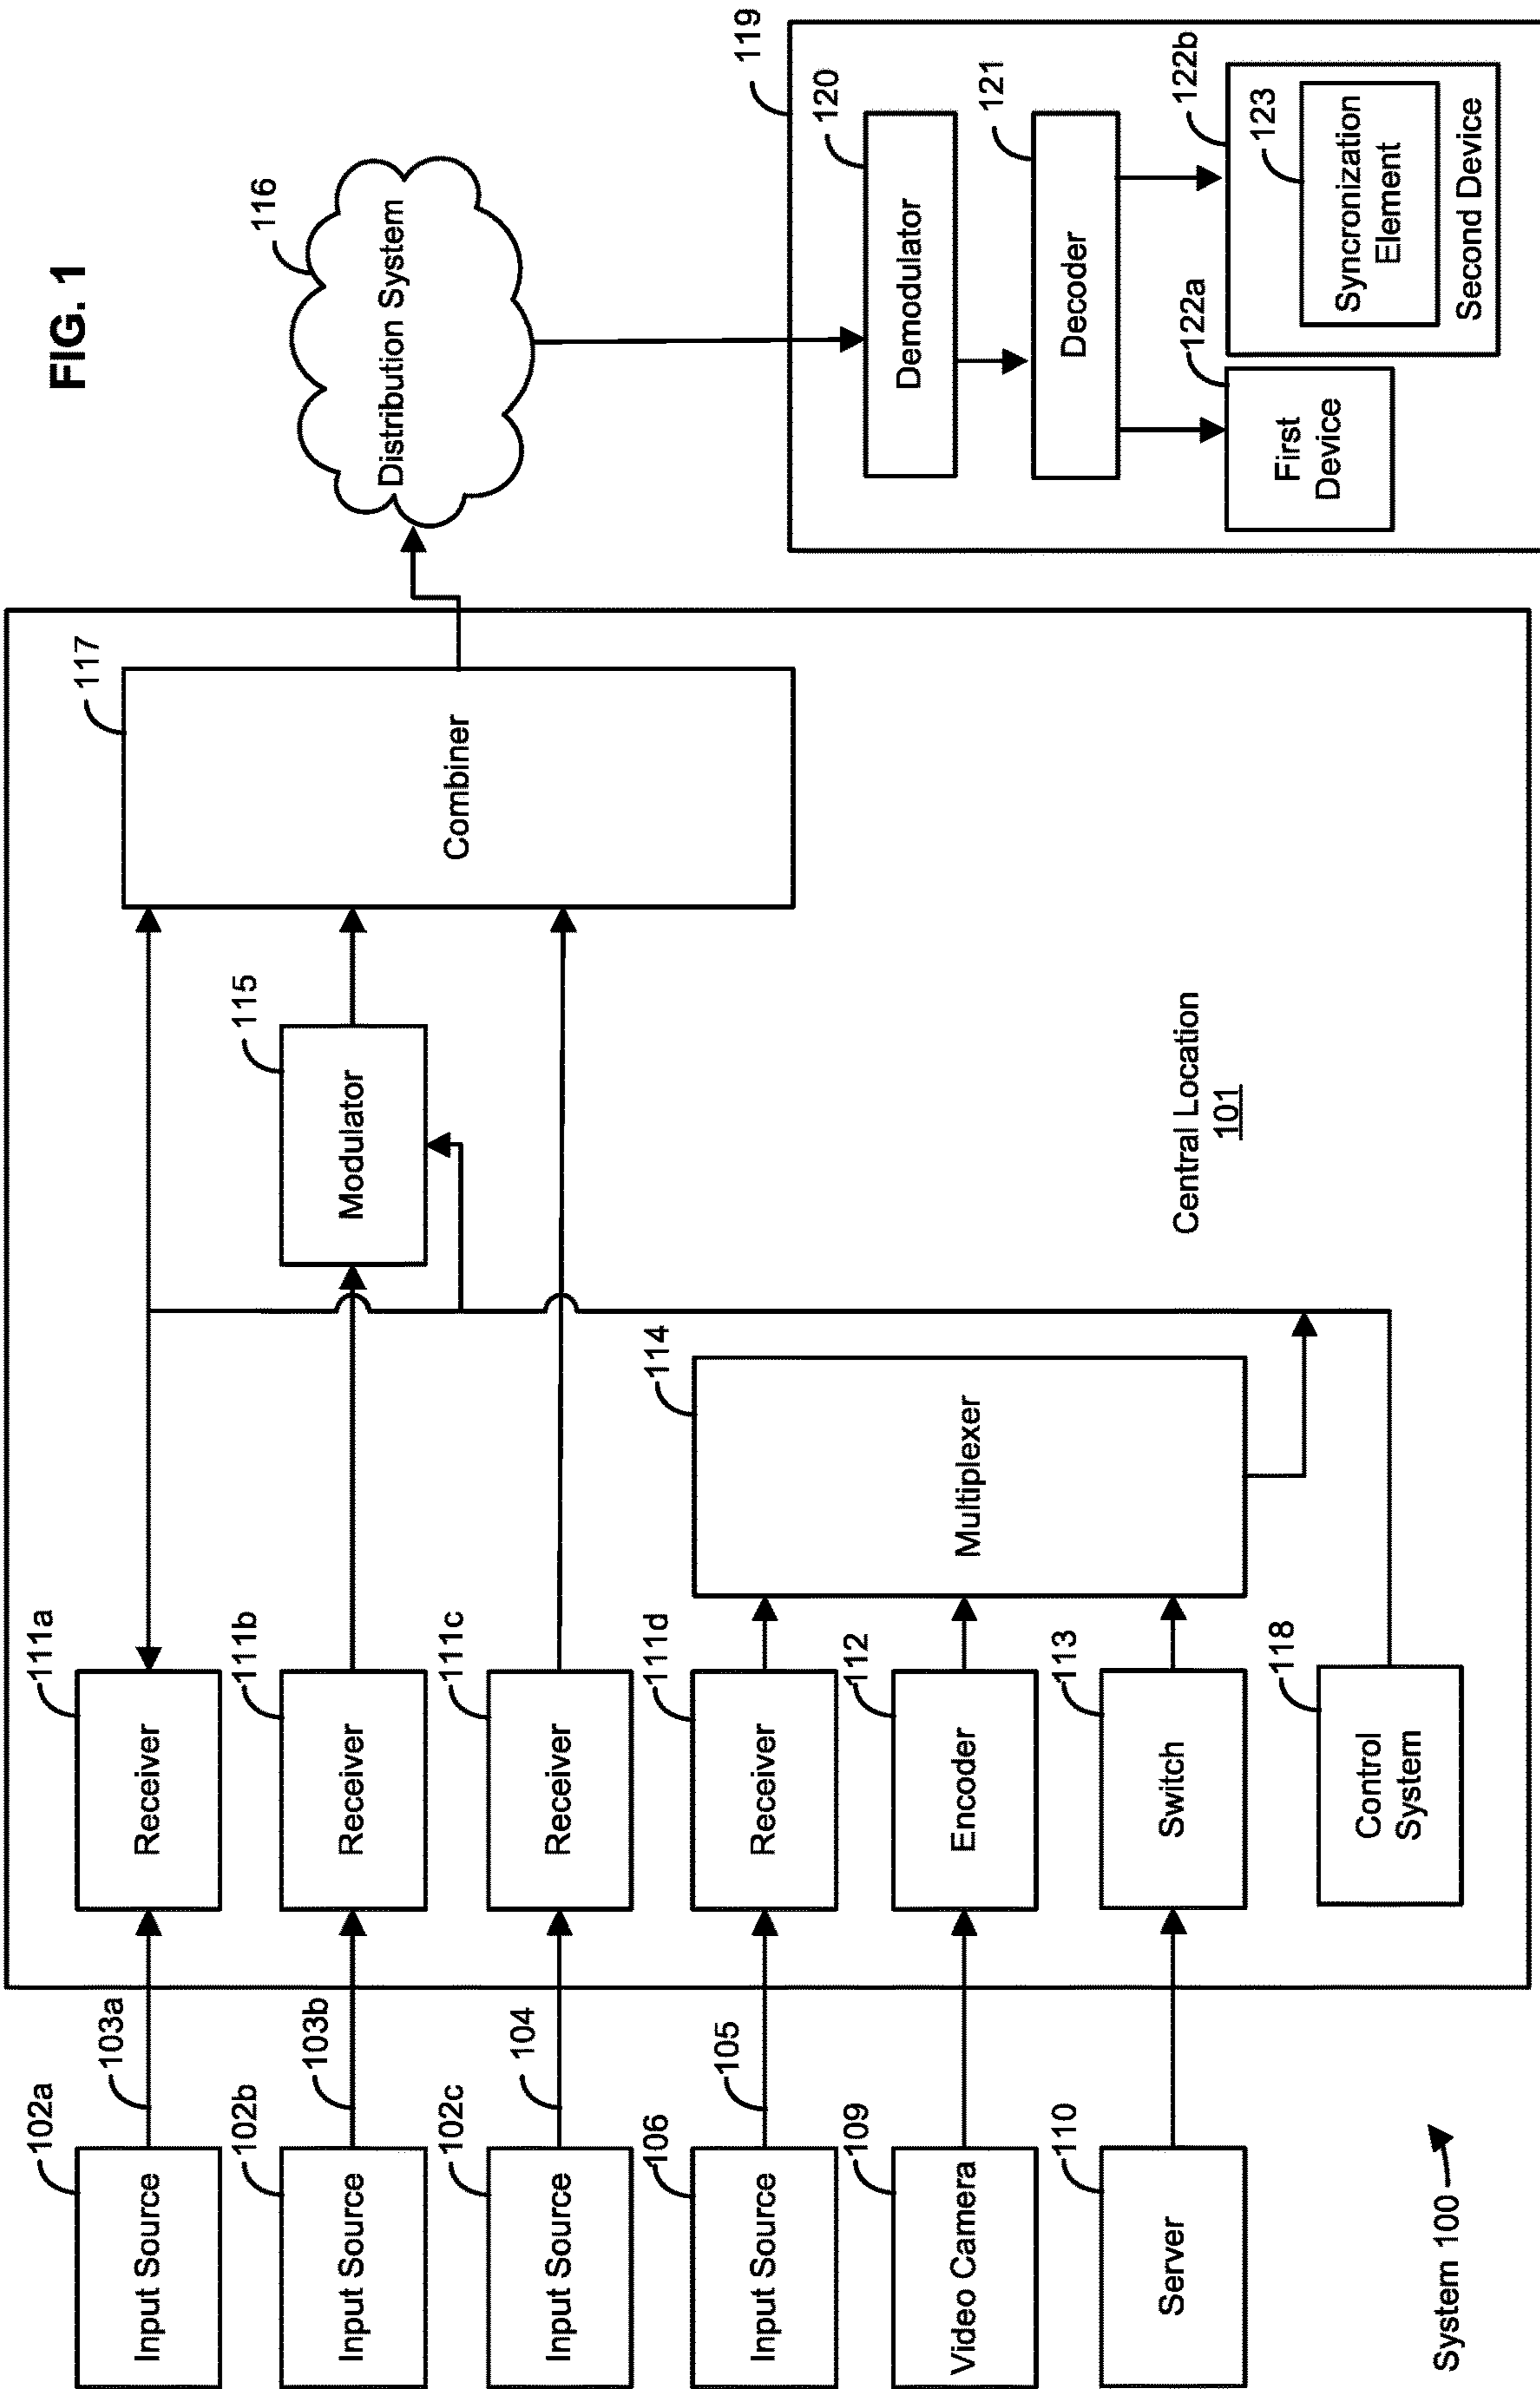 FIG. 1
102a
Input Source
103a
111a
Receiver
102b
Input Source
103b
111b
Receiver
115
Modulator
102c
Input Source
104
111c
Receiver
117
Combiner
106
Input Source
105
111d
Receiver
114
Multiplexer
109
Video Camera
112
Encoder
110
Server
113
Switch
118
Control
System
Central Location
101
System 100
116
Distribution System
119
120
Demodulator
121
Decoder
122a
First
Device
122b
123
Syncronization
Element
Second Device